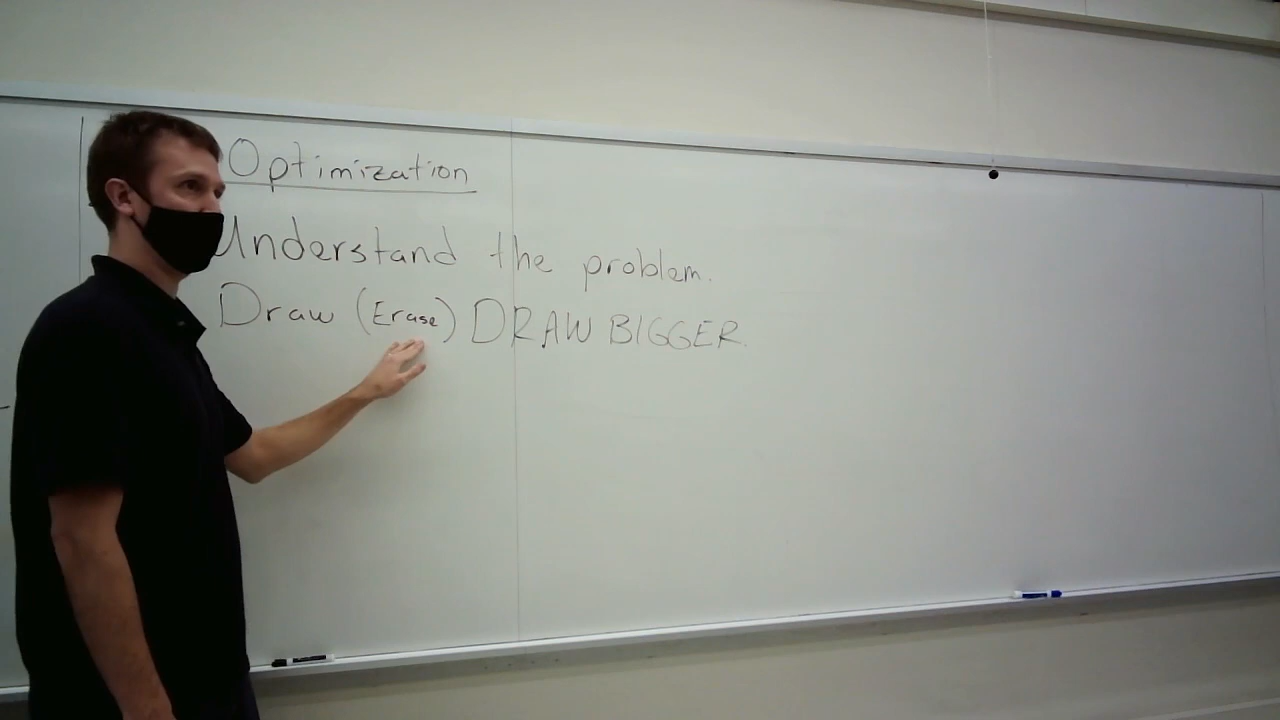 Optimization
Understand the problem.
Draw (Erase) DRAW BIGGER.